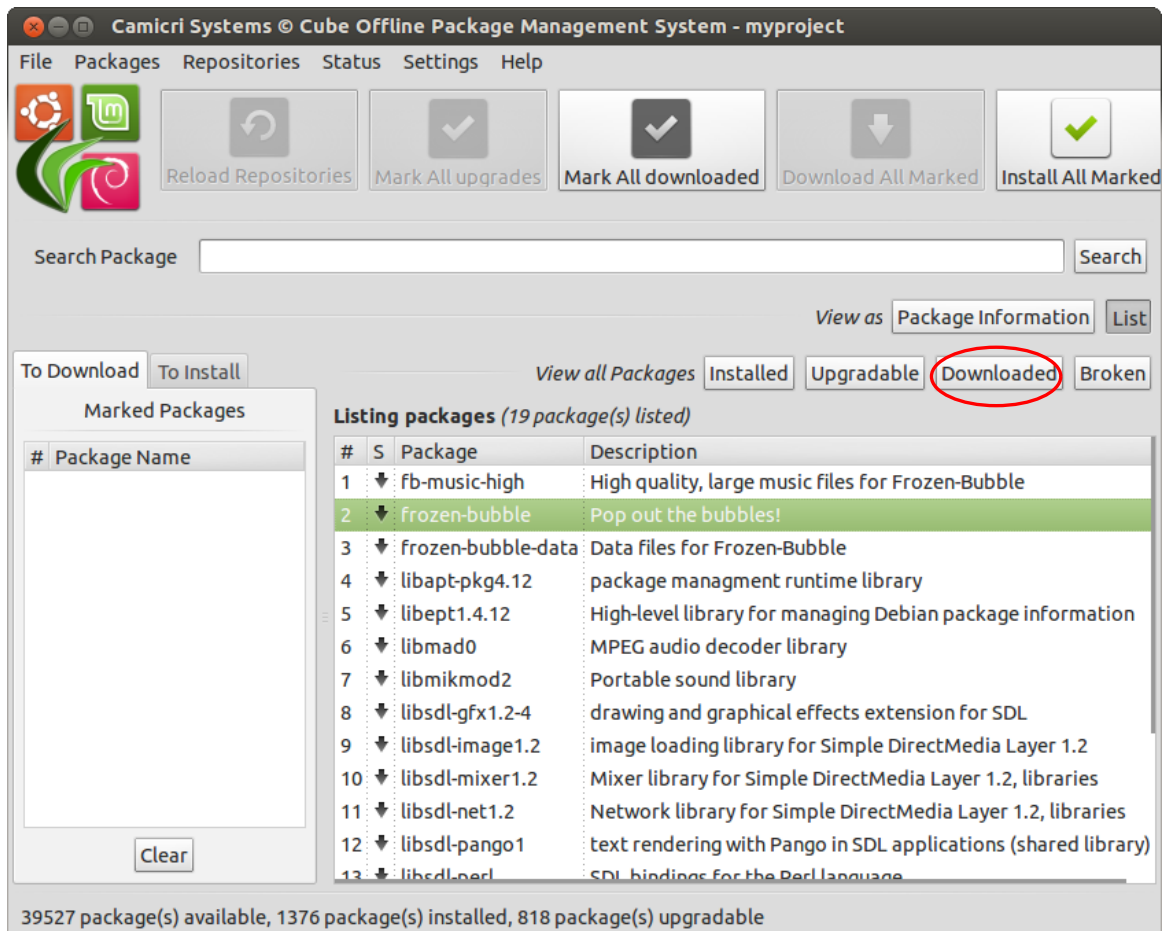 Camicri Systems © Cube Offline Package Management System - myproject
File Packages Repositories Status Settings Help
Reload Repositories Mark All upgrades Mark All downloaded Download All Marked Install All Marked
Search Package Search
View as Package Information List
To Download To Install View all Packages Installed Upgradable Downloaded Broken
Marked Packages
Listing packages (19 package(s) listed)
# Package Name
# S Package Description
1 fb-music-high High quality, large music files for Frozen-Bubble
2 frozen-bubble Pop out the bubbles!
3 frozen-bubble-data Data files for Frozen-Bubble
4 libapt-pkg4.12 package managment runtime library
5 libept1.4.12 High-level library for managing Debian package information
6 libmad0 MPEG audio decoder library
7 libmikmod2 Portable sound library
8 libsdl-gfx1.2-4 drawing and graphical effects extension for SDL
9 libsdl-image1.2 image loading library for Simple DirectMedia Layer 1.2
10 libsdl-mixer1.2 Mixer library for Simple DirectMedia Layer 1.2, libraries
11 libsdl-net1.2 Network library for Simple DirectMedia Layer 1.2, libraries
12 libsdl-pango1 text rendering with Pango in SDL applications (shared library)
13 libsdl-perl SDL bindings for the Perl language
Clear
39527 package(s) available, 1376 package(s) installed, 818 package(s) upgradable